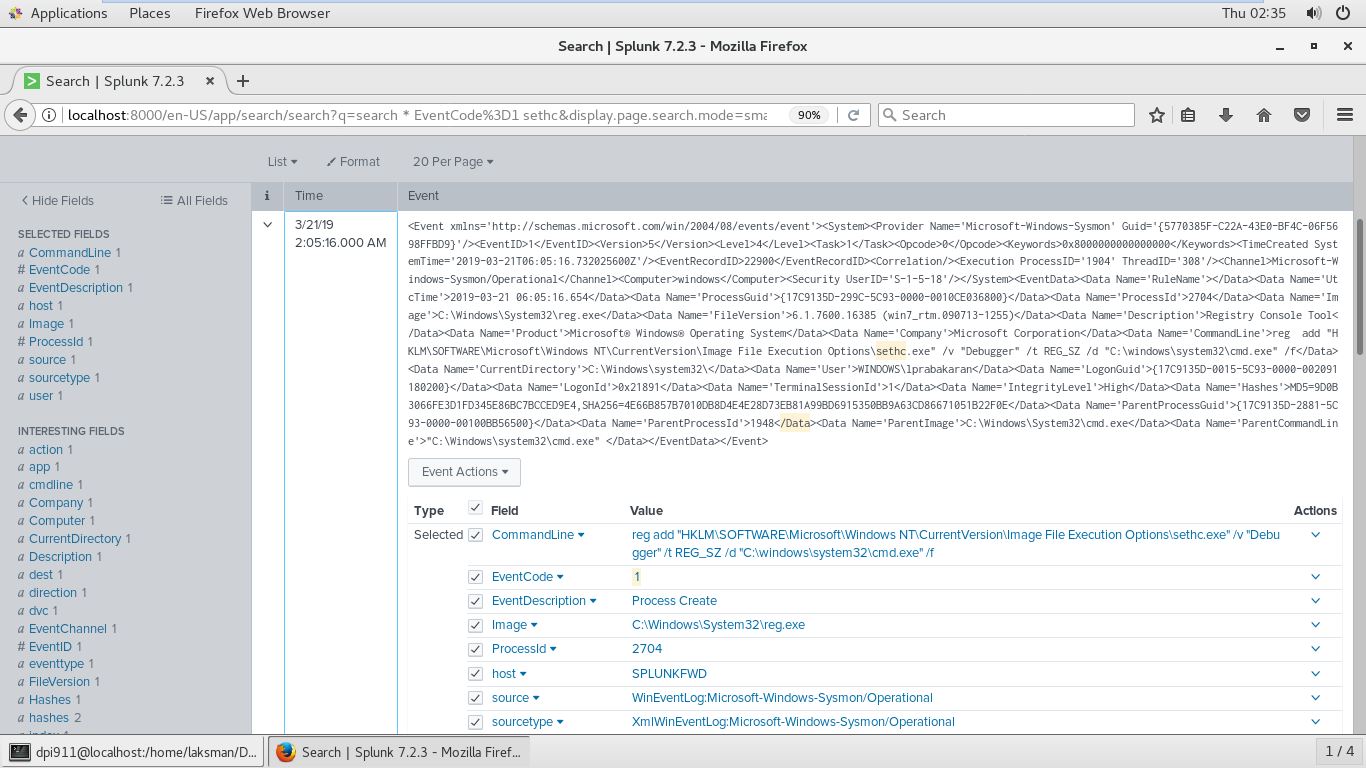 Applications Places Firefox Web Browser Thu 02:35
Search | Splunk 7.2.3 - Mozilla Firefox
Search | Splunk 7.2.3
localhost:8000/en-US/app/search/search?q=search * EventCode%3D1 sethc&display.page.search.mode=sma 90% Search
List Format 20 Per Page
Hide Fields All Fields
i Time Event
SELECTED FIELDS
a CommandLine 1
# EventCode 1
a EventDescription 1
a host 1
a Image 1
# ProcessId 1
a source 1
a sourcetype 1
a user 1
INTERESTING FIELDS
a action 1
a app 1
a cmdline 1
a Company 1
a Computer 1
a CurrentDirectory 1
a Description 1
a dest 1
a direction 1
a dvc 1
a EventChannel 1
# EventID 1
a eventtype 1
a FileVersion 1
a Hashes 1
a hashes 2
3/21/19
2:05:16.000 AM
<Event xmlns='http://schemas.microsoft.com/win/2004/08/events/event'><System><Provider Name='Microsoft-Windows-Sysmon' Guid='{5770385F-C22A-43E0-BF4C-06F56
98FFBD9}'/><EventID>1</EventID><Version>5</Version><Level>4</Level><Task>1</Task><Opcode>0</Opcode><Keywords>0x8000000000000000</Keywords><TimeCreated Sys
temTime='2019-03-21T06:05:16.732025600Z'/><EventRecordID>22900</EventRecordID><Correlation/><Execution ProcessID='1904' ThreadID='308'/><Channel>Microsoft-W
indows-Sysmon/Operational</Channel><Computer>windows</Computer><Security UserID='S-1-5-18'/></System><EventData><Data Name='RuleName'></Data><Data Name='Ut
cTime'>2019-03-21 06:05:16.654</Data><Data Name='ProcessGuid'>{17C9135D-299C-5C93-0000-0010CE036800}</Data><Data Name='ProcessId'>2704</Data><Data Name='Im
age'>C:\Windows\System32\reg.exe</Data><Data Name='FileVersion'>6.1.7600.16385 (win7_rtm.090713-1255)</Data><Data Name='Description'>Registry Console Tool<
/Data><Data Name='Product'>Microsoft® Windows® Operating System</Data><Data Name='Company'>Microsoft Corporation</Data><Data Name='CommandLine'>reg  add "H
KLM\SOFTWARE\Microsoft\Windows NT\CurrentVersion\Image File Execution Options\sethc.exe" /v "Debugger" /t REG_SZ /d "C:\windows\system32\cmd.exe" /f</Data>
<Data Name='CurrentDirectory'>C:\Windows\system32\</Data><Data Name='User'>WINDOWS\lprabakaran</Data><Data Name='LogonGuid'>{17C9135D-0015-5C93-0000-002091
180200}</Data><Data Name='LogonId'>0x21891</Data><Data Name='TerminalSessionId'>1</Data><Data Name='IntegrityLevel'>High</Data><Data Name='Hashes'>MD5=9D0B
3066FE3D1FD345E86BC7BCCED9E4,SHA256=4E66B857B7010DB8D4E4E28D73EB81A99BD6915350BB9A63CD86671051B22F0E</Data><Data Name='ParentProcessGuid'>{17C9135D-2881-5C
93-0000-00100BB56500}</Data><Data Name='ParentProcessId'>1948</Data><Data Name='ParentImage'>C:\Windows\System32\cmd.exe</Data><Data Name='ParentCommandLin
e'>"C:\Windows\system32\cmd.exe" </Data></EventData></Event>
Event Actions
Type Field Value Actions
Selected CommandLine reg add "HKLM\SOFTWARE\Microsoft\Windows NT\CurrentVersion\Image File Execution Options\sethc.exe" /v "Debu
gger" /t REG_SZ /d "C:\windows\system32\cmd.exe" /f
EventCode 1
EventDescription Process Create
Image C:\Windows\System32\reg.exe
ProcessId 2704
host SPLUNKFWD
source WinEventLog:Microsoft-Windows-Sysmon/Operational
sourcetype XmlWinEventLog:Microsoft-Windows-Sysmon/Operational
dpi911@localhost:/home/laksman/D... Search | Splunk 7.2.3 - Mozilla Firef... 1 / 4